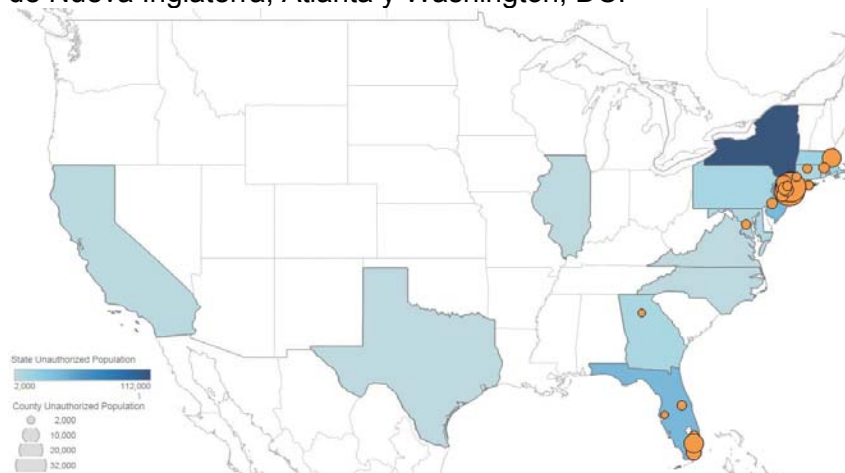 de Nueva Inglaterra, Atlanta y Washington, DC.
State Unauthorized Population
2,000 112,000
County Unauthorized Population
2,000
10,000
20,000
32,000